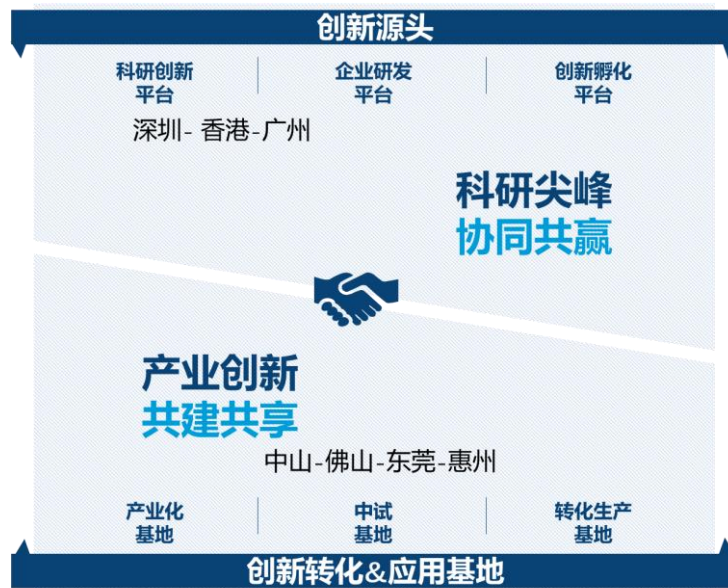 创新源头
科研创新 企业研发 创新孵化
平台 平台 平台
深圳- 香港-广州
科研尖峰
协同共赢
产业创新
共建共享
中山-佛山-东莞-惠州
产业化 中试 转化生产
基地 基地 基地
创新转化&应用基地